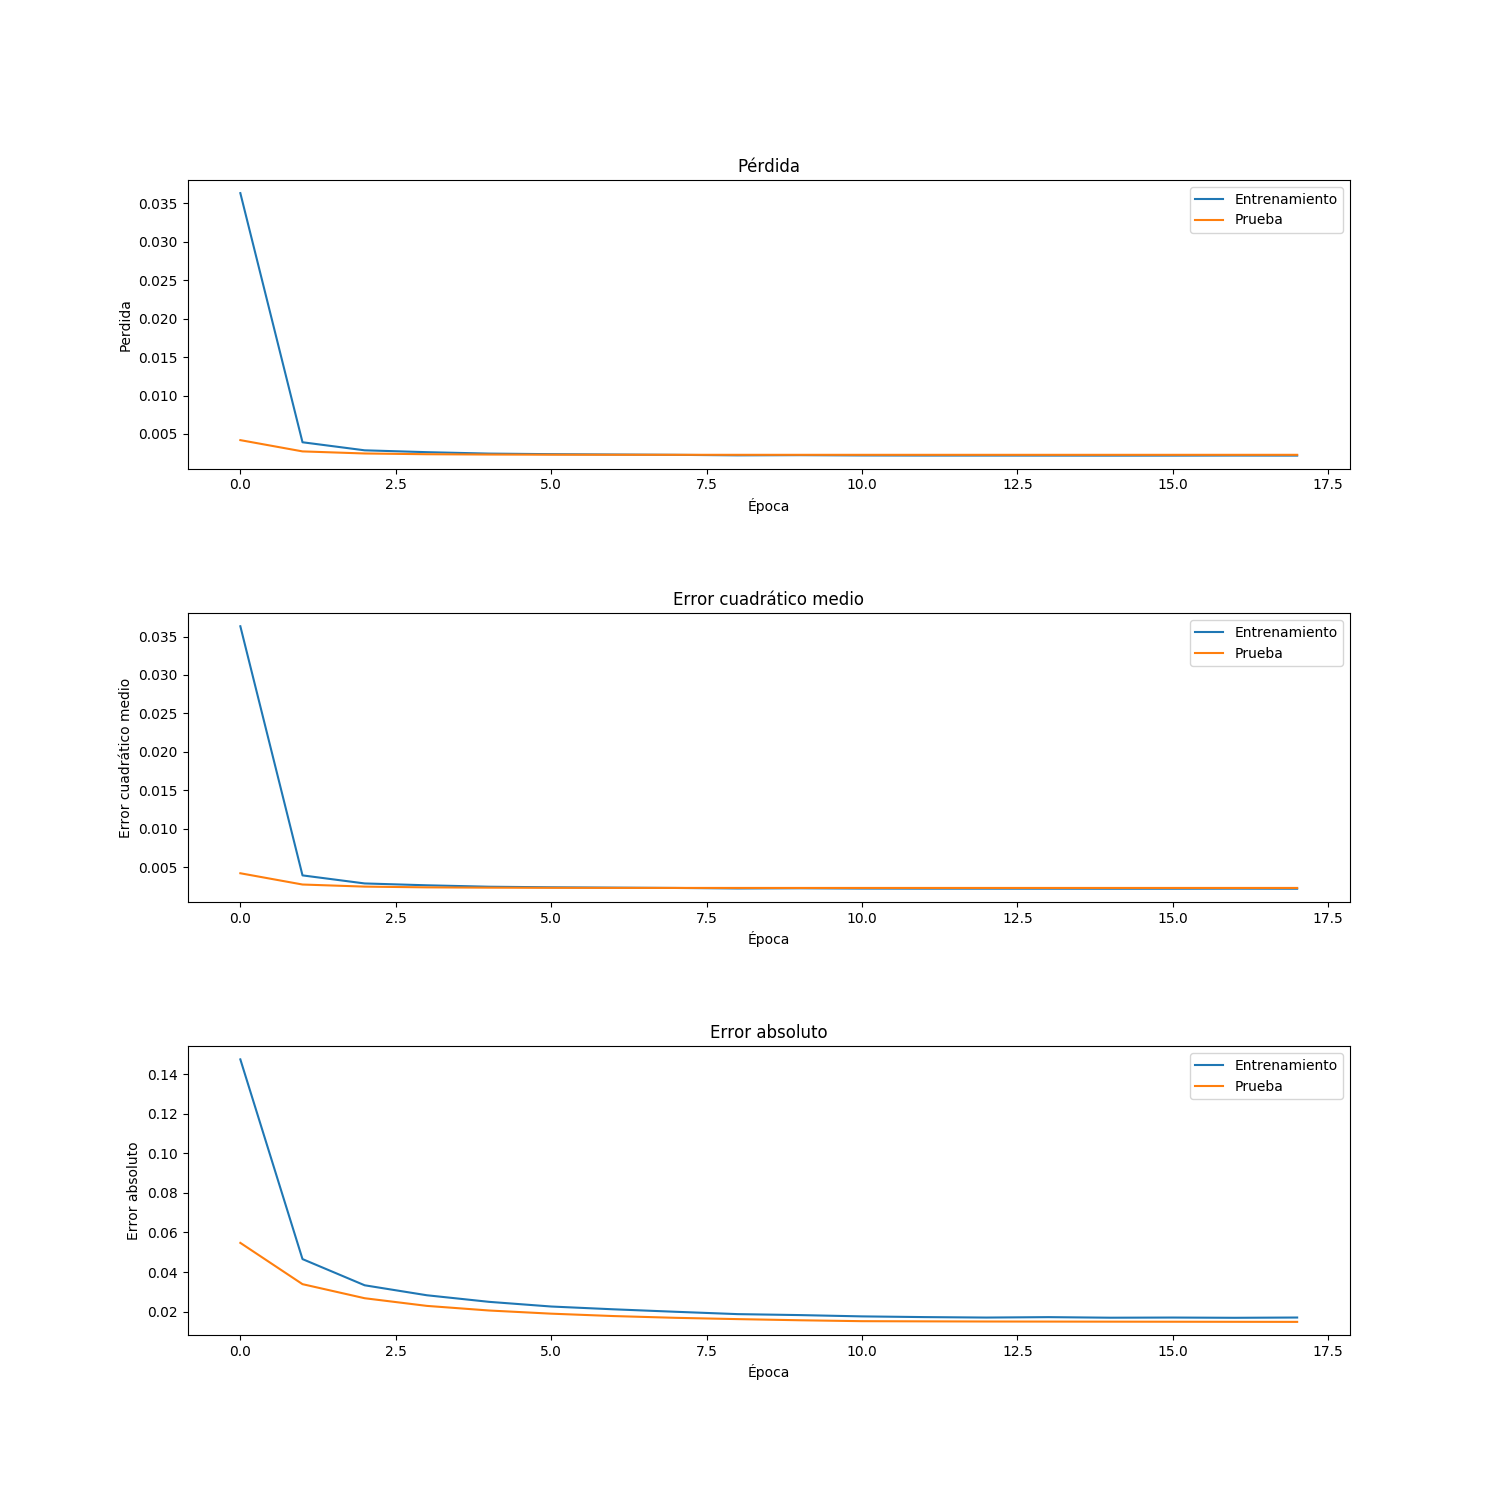 Pérdida
0.035
0.030
0.025
0.020
0.015
0.010
0.005
Perdida
Entrenamiento
Prueba
0.0 2.5 5.0 7.5 10.0 12.5 15.0 17.5
Época
Error cuadrático medio
0.035
0.030
0.025
0.020
0.015
0.010
0.005
Error cuadrático medio
Entrenamiento
Prueba
0.0 2.5 5.0 7.5 10.0 12.5 15.0 17.5
Época
Error absoluto
0.14
0.12
0.10
0.08
0.06
0.04
0.02
Error absoluto
Entrenamiento
Prueba
0.0 2.5 5.0 7.5 10.0 12.5 15.0 17.5
Época